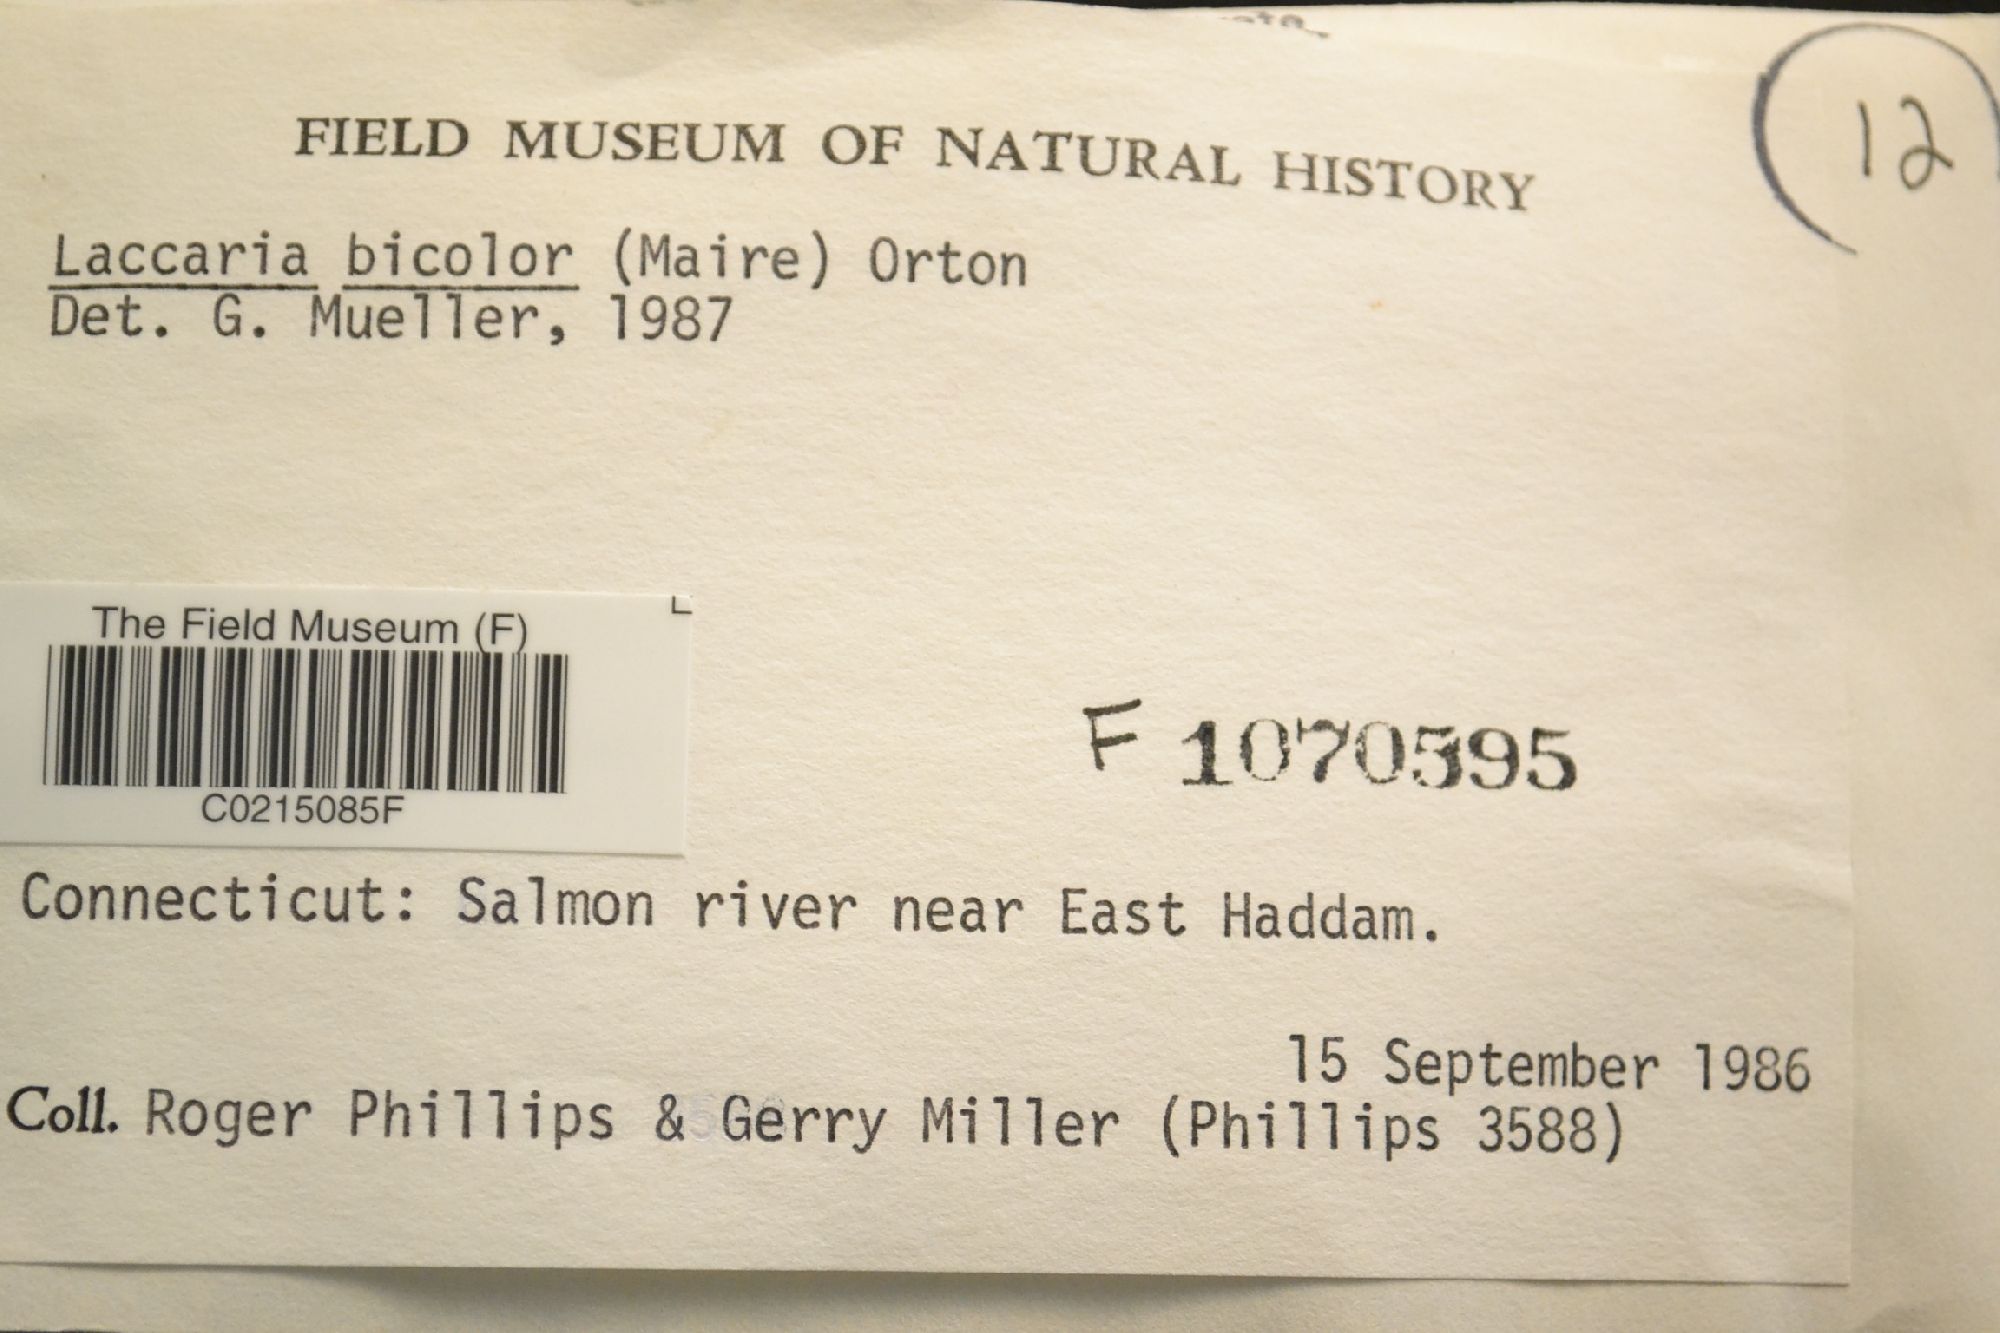 12
FIELD MUSEUM OF NATURAL HISTORY
Laccaria bicolor (Maire) Orton
Det. G. Mueller, 1987
The Field Museum (F)
C0215085F
F 1070595
Connecticut: Salmon river near East Haddam.
15 September 1986
Coll. Roger Phillips & Gerry Miller (Phillips 3588)